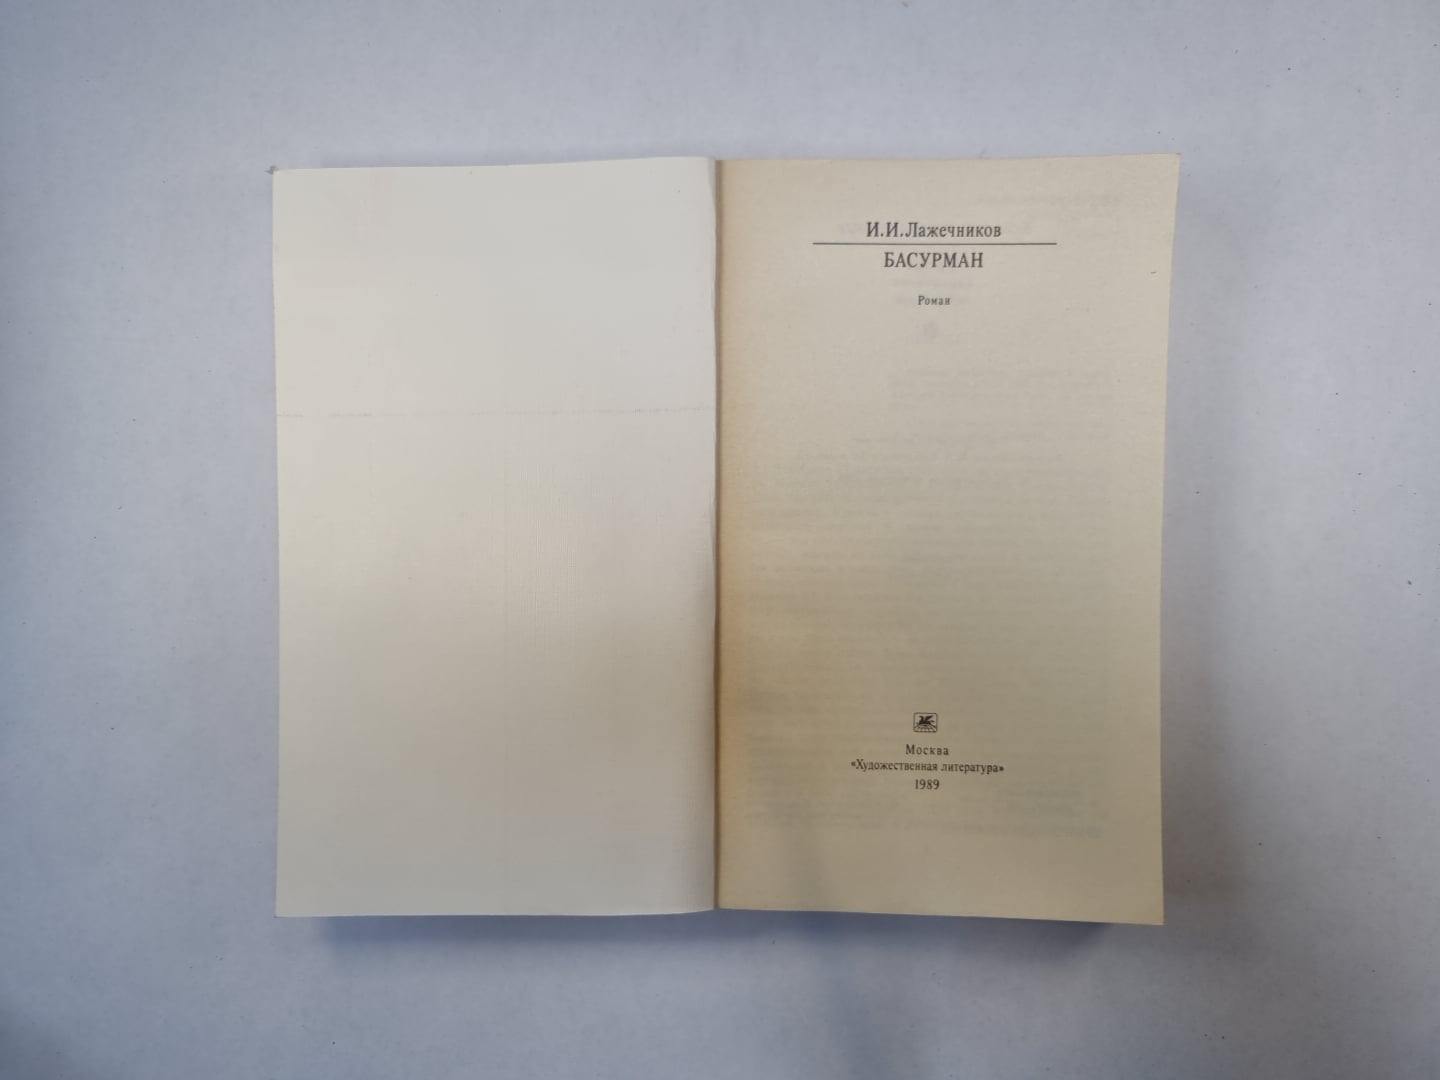 И.И.Лажечников
БАСУРМАН
Роман
Москва
«Художественная литература»
1989